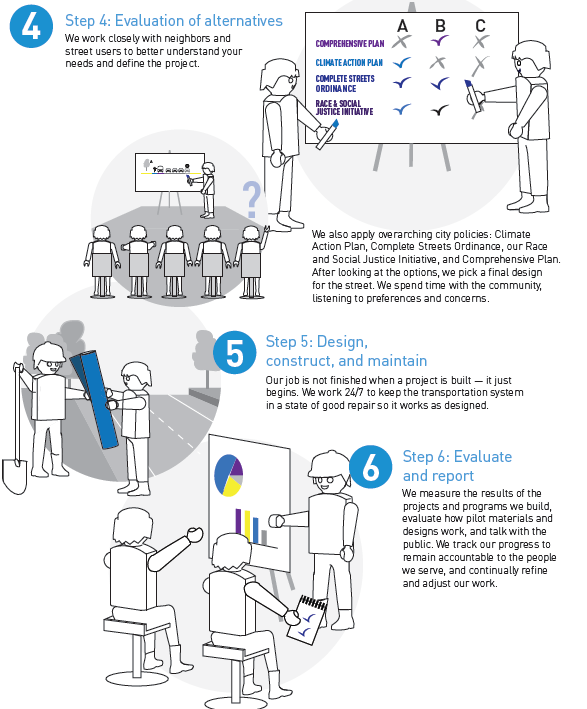 4
Step 4: Evaluation of alternatives
We work closely with neighbors and
street users to better understand your
needs and define the project.
A B C
COMPREHENSIVE PLAN
CLIMATE ACTION PLAN
COMPLETE STREETS
ORDINANCE
RACE & SOCIAL
JUSTICE INITIATIVE
?
We also apply overarching city policies: Climate
Action Plan, Complete Streets Ordinance, our Race
and Social Justice Initiative, and Comprehensive Plan.
After looking at the options, we pick a final design
for the street. We spend time with the community,
listening to preferences and concerns.
5
Step 5: Design,
construct, and maintain
Our job is not finished when a project is built — it just
begins. We work 24/7 to keep the transportation system
in a state of good repair so it works as designed.
6
Step 6: Evaluate
and report
We measure the results of the
projects and programs we build,
evaluate how pilot materials and
designs work, and talk with the
public. We track our progress to
remain accountable to the people
we serve, and continually refine
and adjust our work.